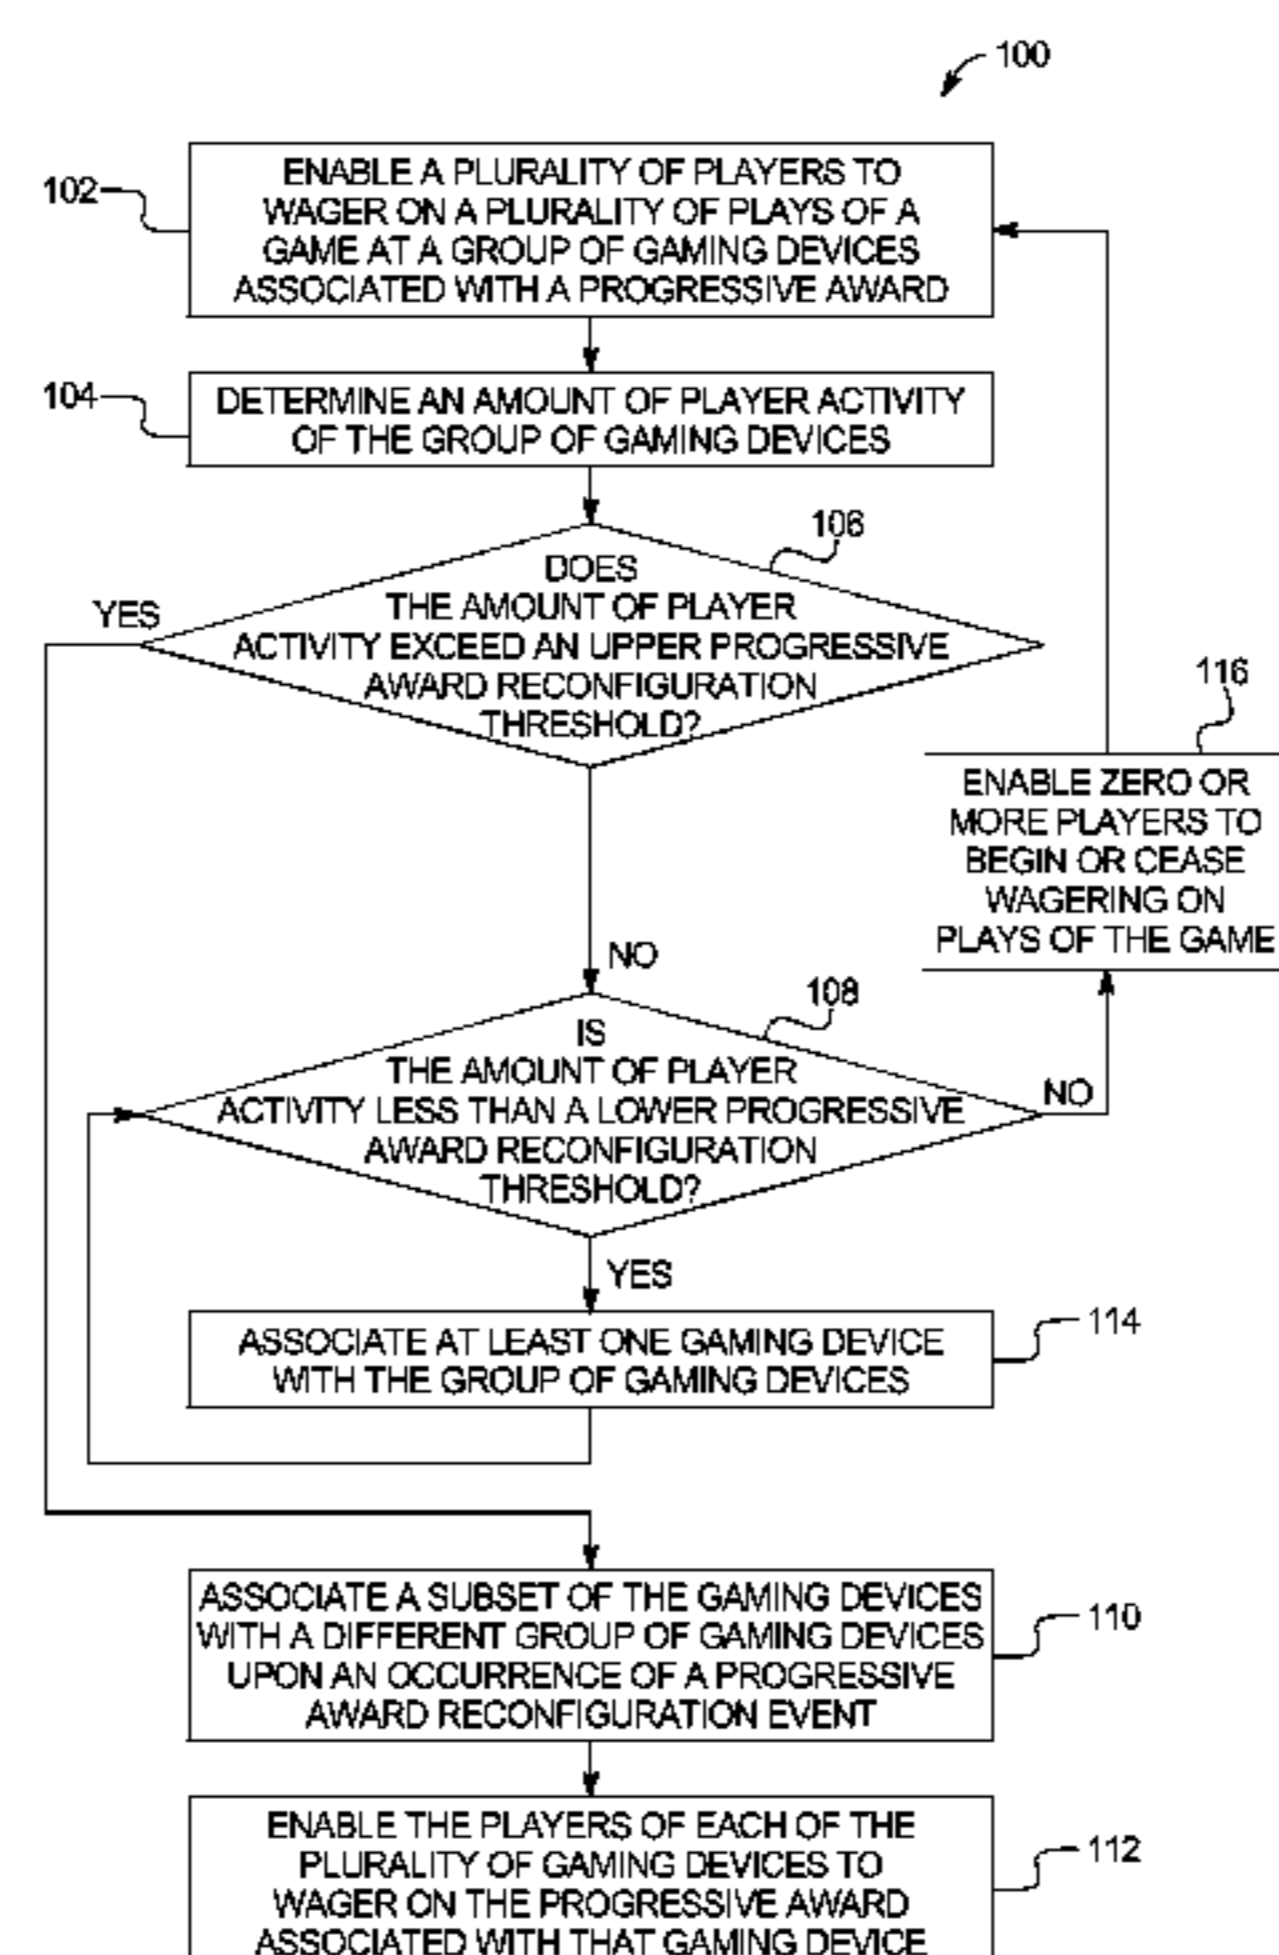 100
102
ENABLE A PLURALITY OF PLAYERS TO
WAGER ON A PLURALITY OF PLAYS OF A
GAME AT A GROUP OF GAMING DEVICES
ASSOCIATED WITH A PROGRESSIVE AWARD
104
DETERMINE AN AMOUNT OF PLAYER ACTIVITY
OF THE GROUP OF GAMING DEVICES
106
DOES
THE AMOUNT OF PLAYER
ACTIVITY EXCEED AN UPPER PROGRESSIVE
AWARD RECONFIGURATION
THRESHOLD?
YES
NO
116
ENABLE ZERO OR
MORE PLAYERS TO
BEGIN OR CEASE
WAGERING ON
PLAYS OF THE GAME
108
IS
THE AMOUNT OF PLAYER
ACTIVITY LESS THAN A LOWER PROGRESSIVE
AWARD RECONFIGURATION
THRESHOLD?
NO
YES
ASSOCIATE AT LEAST ONE GAMING DEVICE
WITH THE GROUP OF GAMING DEVICES
114
ASSOCIATE A SUBSET OF THE GAMING DEVICES
WITH A DIFFERENT GROUP OF GAMING DEVICES
UPON AN OCCURRENCE OF A PROGRESSIVE
AWARD RECONFIGURATION EVENT
110
ENABLE THE PLAYERS OF EACH OF THE
PLURALITY OF GAMING DEVICES TO
WAGER ON THE PROGRESSIVE AWARD
ASSOCIATED WITH THAT GAMING DEVICE
112